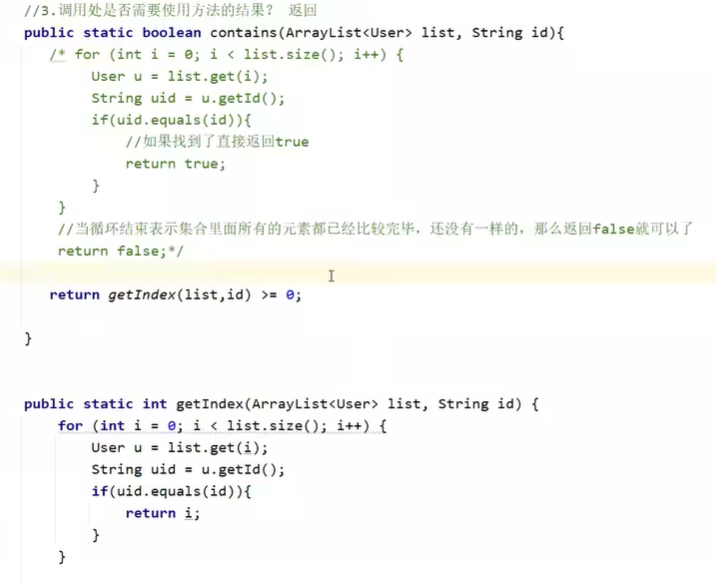 //3.调用处是否需要使用方法的结果? 返回
public static boolean contains(ArrayList<User> list, String id){
/* for (int i = 0; i < list.size(); i++) {
User u = list.get(i);
String uid = u.getId();
if(uid.equals(id)){
//如果找到了直接返回true
return true;
}
}
//当循环结束表示集合里面所有的元素都已经比较完毕，还没有一样的，那么返回false就可以了
return false;*/
return getIndex(list,id) >= 0;
}
public static int getIndex(ArrayList<User> list, String id) {
for (int i = 0; i < list.size(); i++) {
User u = list.get(i);
String uid = u.getId();
if(uid.equals(id)){
return i;
}
}